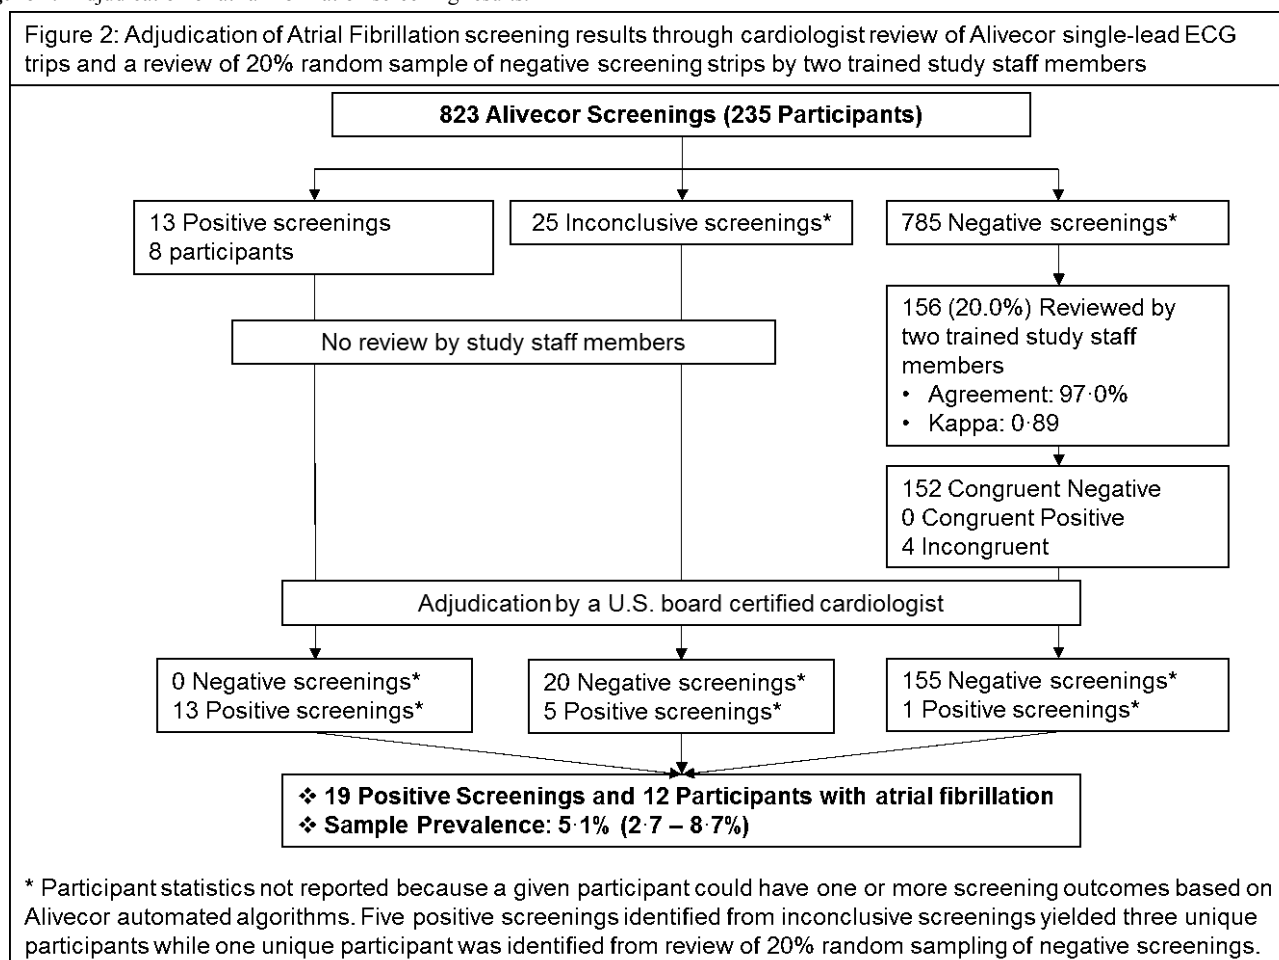 Figure 2: Adjudication of Atrial Fibrillation screening results through cardiologist review of Alivecor single-lead ECG
trips and a review of 20% random sample of negative screening strips by two trained study staff members
823 Alivecor Screenings (235 Participants)
13 Positive screenings
8 participants
25 Inconclusive screenings*
785 Negative screenings*
156 (20.0%) Reviewed by
two trained study staff
members
• Agreement: 97·0%
• Kappa: 0·89
No review by study staff members
152 Congruent Negative
0 Congruent Positive
4 Incongruent
Adjudication by a U.S. board certified cardiologist
0 Negative screenings*
13 Positive screenings*
20 Negative screenings*
5 Positive screenings*
155 Negative screenings*
1 Positive screenings*
❖ 19 Positive Screenings and 12 Participants with atrial fibrillation
❖ Sample Prevalence: 5·1% (2·7 – 8·7%)
* Participant statistics not reported because a given participant could have one or more screening outcomes based on
Alivecor automated algorithms. Five positive screenings identified from inconclusive screenings yielded three unique
participants while one unique participant was identified from review of 20% random sampling of negative screenings.